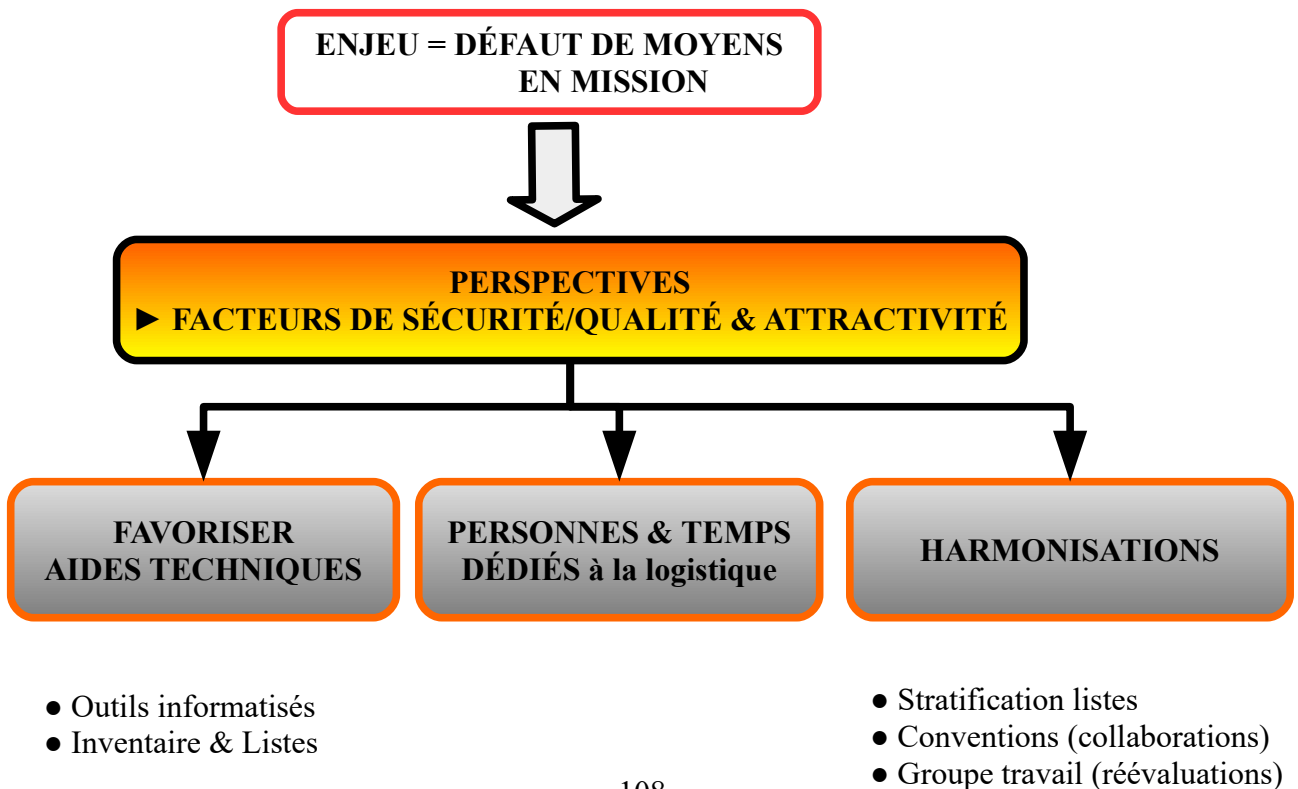 ENJEU = DÉFAUT DE MOYENS
EN MISSION
PERSPECTIVES
► FACTEURS DE SÉCURITÉ/QUALITÉ & ATTRACTIVITÉ
FAVORISER
AIDES TECHNIQUES
PERSONNES & TEMPS
DÉDIÉS à la logistique
HARMONISATIONS
● Outils informatisés
● Inventaire & Listes
● Stratification listes
● Conventions (collaborations)
● Groupe travail (réévaluations)
108